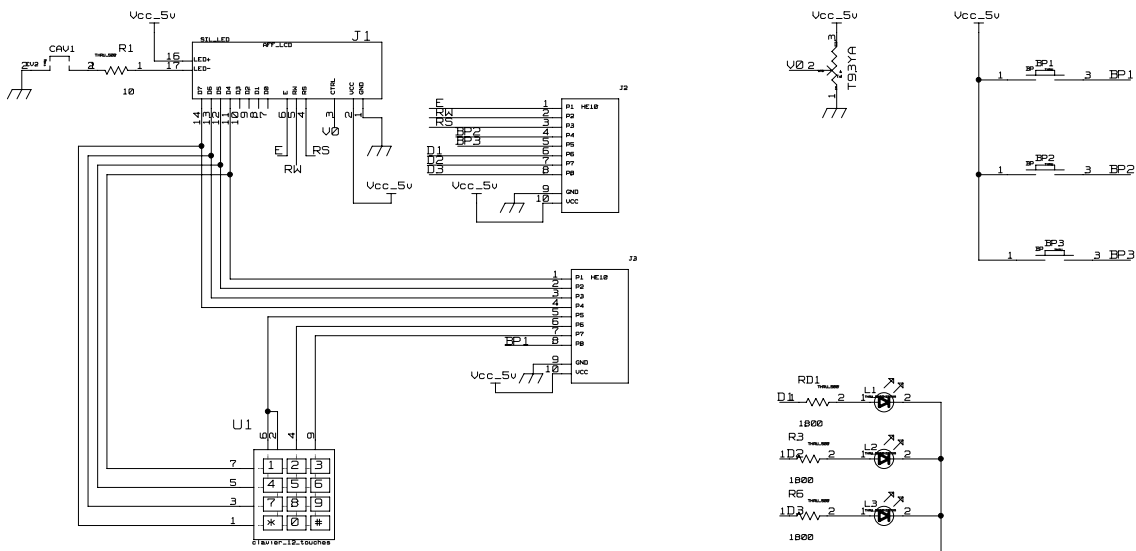 Vcc_5v
CAV1
R1
2
1
10
SIL_LED
AFF_LCD
J1
16 LED+
17 LED-
D7 D6 D5 D4 D3 D2 D1 D0 E RW RS CTRL VCC GND
14 13 12 11 10 9 8 7 6 5 4 3 2 1
V0
E
RS
RW
Vcc_5v
J2
E 1 P1 HE10
RW 2 P2
RS 3 P3
BP2 4 P4
BP3 5 P5
D1 6 P6
D2 7 P7
D3 8 P8
9 GND
10 VCC
Vcc_5v
J3
1 P1 HE10
2 P2
3 P3
4 P4
5 P5
6 P6
7 P7
BP1 8 P8
9 GND
10 VCC
Vcc_5v
U1
6 2 4 9
7 1 2 3
5 4 5 6
3 7 8 9
1 * 0 #
clavier_12_touches
Vcc_5v
3
V0 2
T93YA
1
Vcc_5v
BP1
1 BP 3 BP1
BP2
1 BP 3 BP2
BP3
1 BP 3 BP3
RD1
D1 2
1800
L1
1 2
R3
1 D2 2
1800
L2
1 2
R6
1 D3 2
1800
L3
1 2